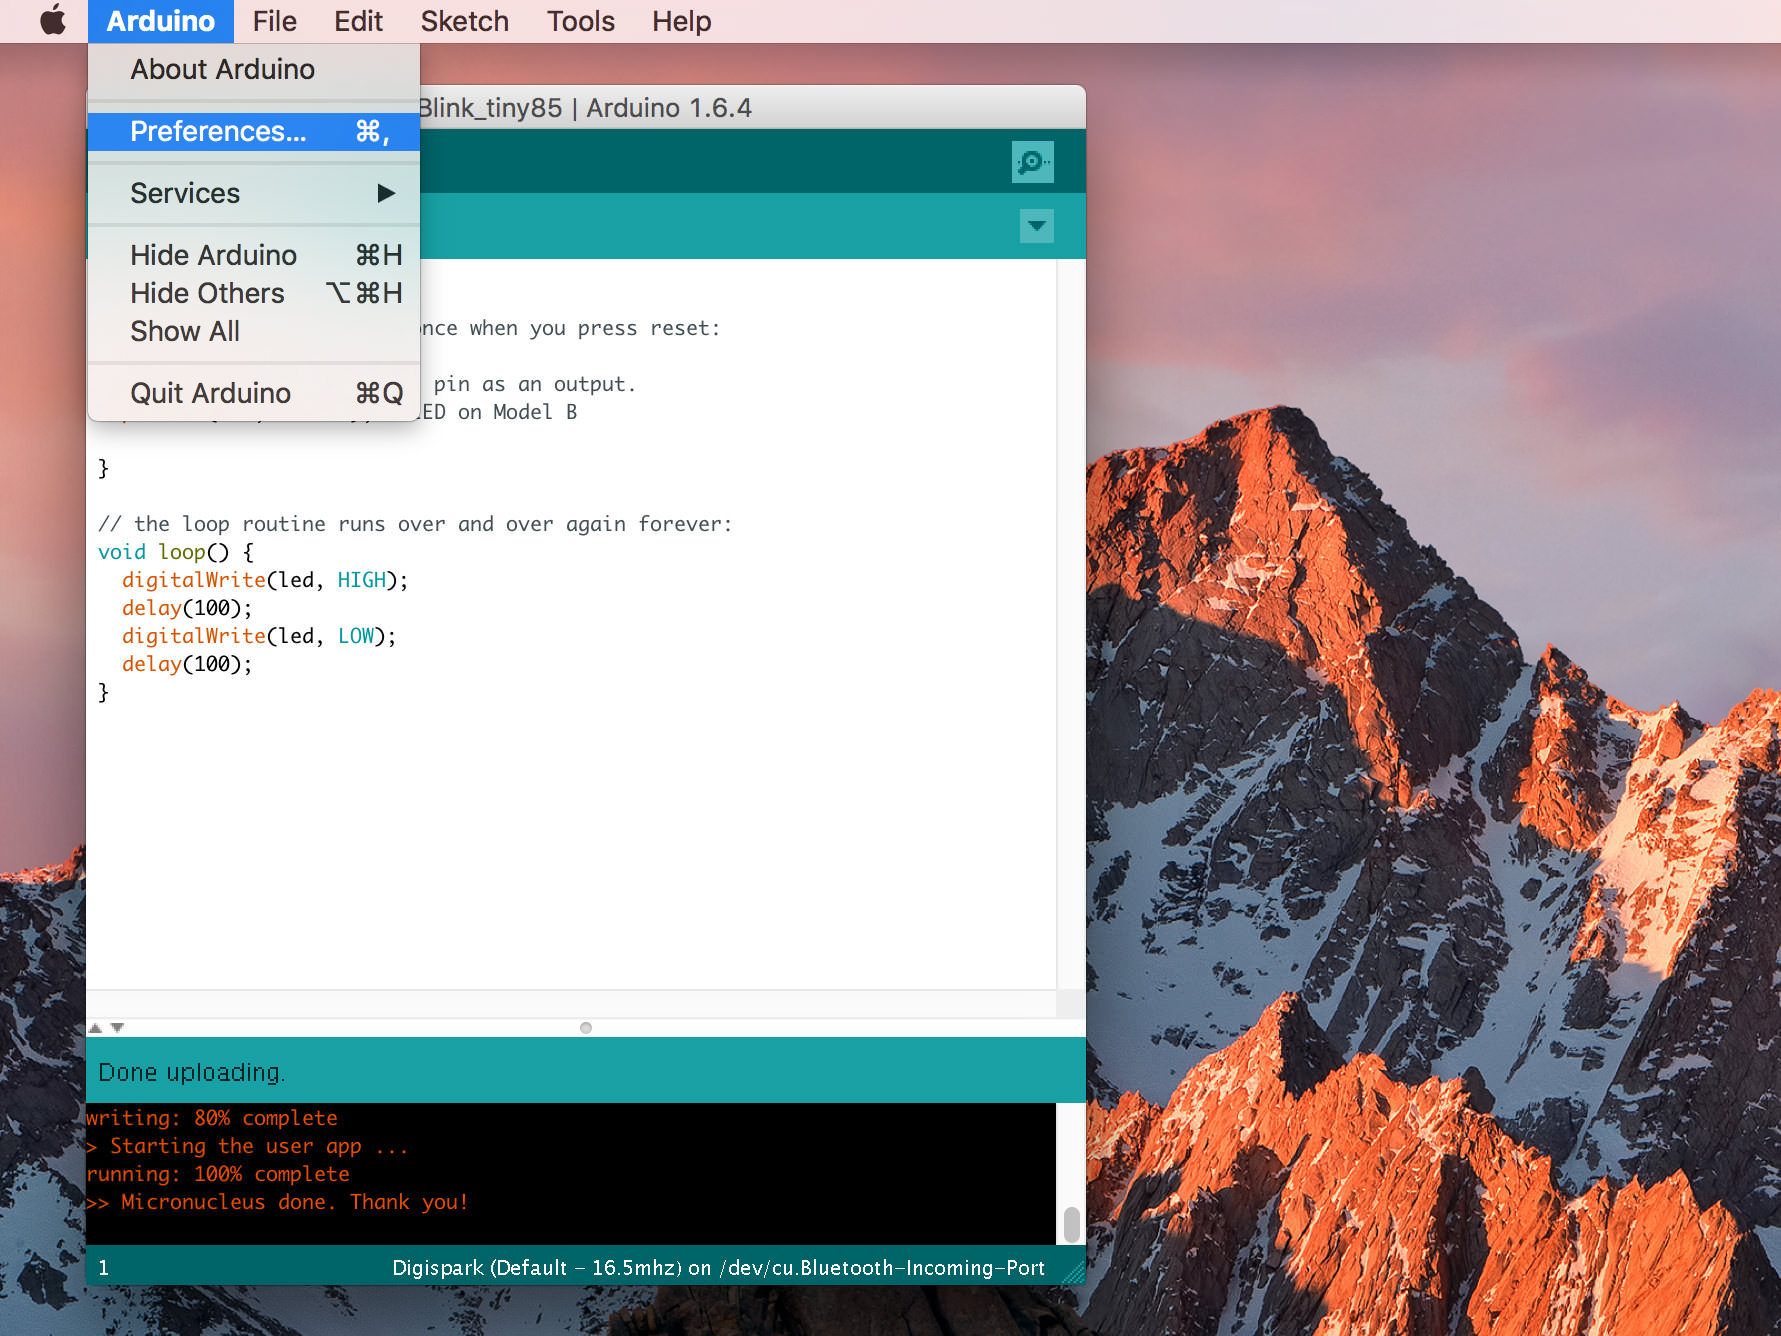 Arduino File Edit Sketch Tools Help
About Arduino
Preferences... ⌘,
Services ▶
Hide Arduino ⌘H
Hide Others ⌥⌘H
Show All
Quit Arduino ⌘Q
Blink_tiny85 | Arduino 1.6.4
when you press reset:
pin as an output.
on Model B
}
// the loop routine runs over and over again forever:
void loop() {
digitalWrite(led, HIGH);
delay(100);
digitalWrite(led, LOW);
delay(100);
}
Done uploading.
writing: 80% complete
> Starting the user app ...
running: 100% complete
>> Micronucleus done. Thank you!
1 Digispark (Default - 16.5mhz) on /dev/cu.Bluetooth-Incoming-Port